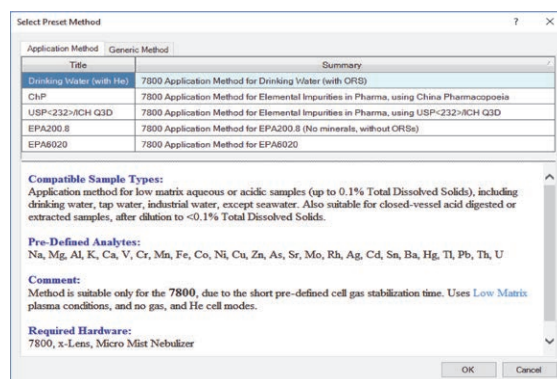 Select Preset Method
? ×
Application Method Generic Method
Title Summary
Drinking Water (with He) 7800 Application Method for Drinking Water (with ORS)
ChP 7800 Application Method for Elemental Impurities in Pharma, using China Pharmacopoeia
USP<232>/ICH Q3D 7800 Application Method for Elemental Impurities in Pharma, using USP<232>/ICH Q3D
EPA200.8 7800 Application Method for EPA200.8 (No minerals, without ORSs)
EPA6020 7800 Application Method for EPA6020
Compatible Sample Types:
Application method for low matrix aqueous or acidic samples (up to 0.1% Total Dissolved Solids), including
drinking water, tap water, industrial water, except seawater. Also suitable for closed-vessel acid digested or
extracted samples, after dilution to <0.1% Total Dissolved Solids.
Pre-Defined Analytes:
Na, Mg, Al, K, Ca, V, Cr, Mn, Fe, Co, Ni, Cu, Zn, As, Sr, Mo, Rh, Ag, Cd, Sn, Ba, Hg, Tl, Pb, Th, U
Comment:
Method is suitable only for the 7800, due to the short pre-defined cell gas stabilization time. Uses Low Matrix
plasma conditions, and no gas, and He cell modes.
Required Hardware:
7800, x-Lens, Micro Mist Nebulizer
OK Cancel